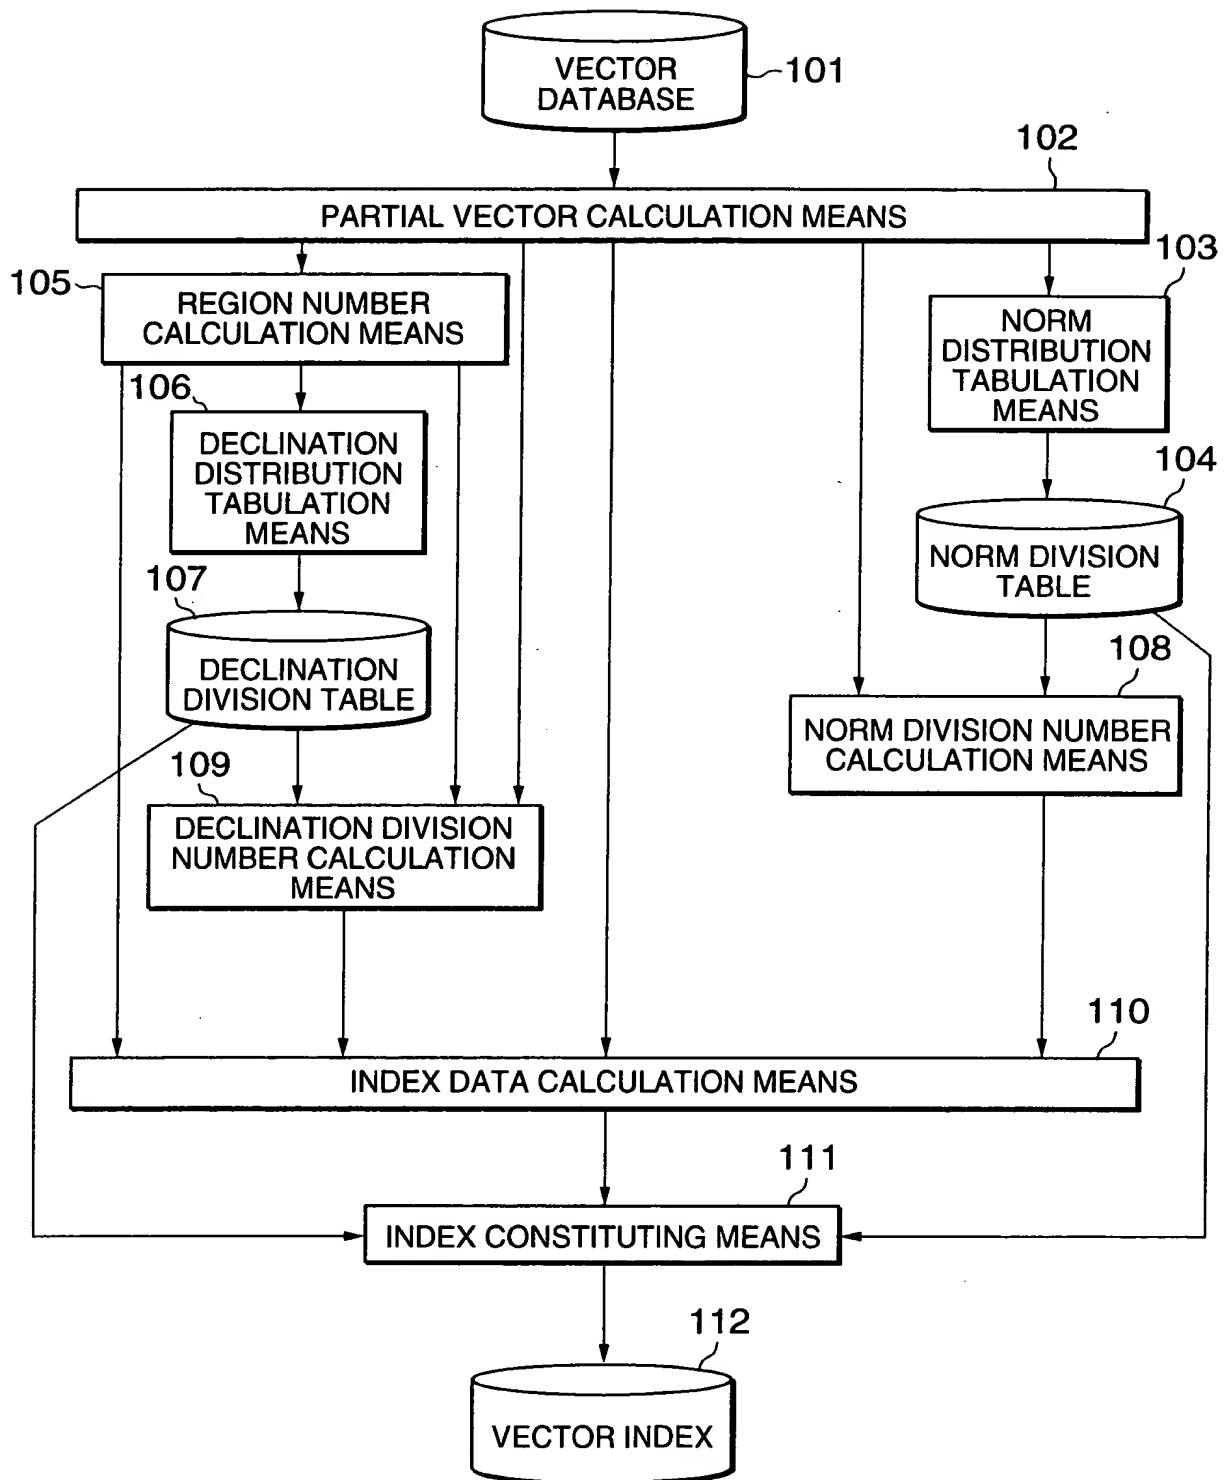 VECTOR
DATABASE
101
102
PARTIAL VECTOR CALCULATION MEANS
105
REGION NUMBER
CALCULATION MEANS
103
NORM
DISTRIBUTION
TABULATION
MEANS
106
DECLINATION
DISTRIBUTION
TABULATION
MEANS
104
NORM DIVISION
TABLE
107
DECLINATION
DIVISION TABLE
108
NORM DIVISION NUMBER
CALCULATION MEANS
109
DECLINATION DIVISION
NUMBER CALCULATION
MEANS
110
INDEX DATA CALCULATION MEANS
111
INDEX CONSTITUTING MEANS
112
VECTOR INDEX